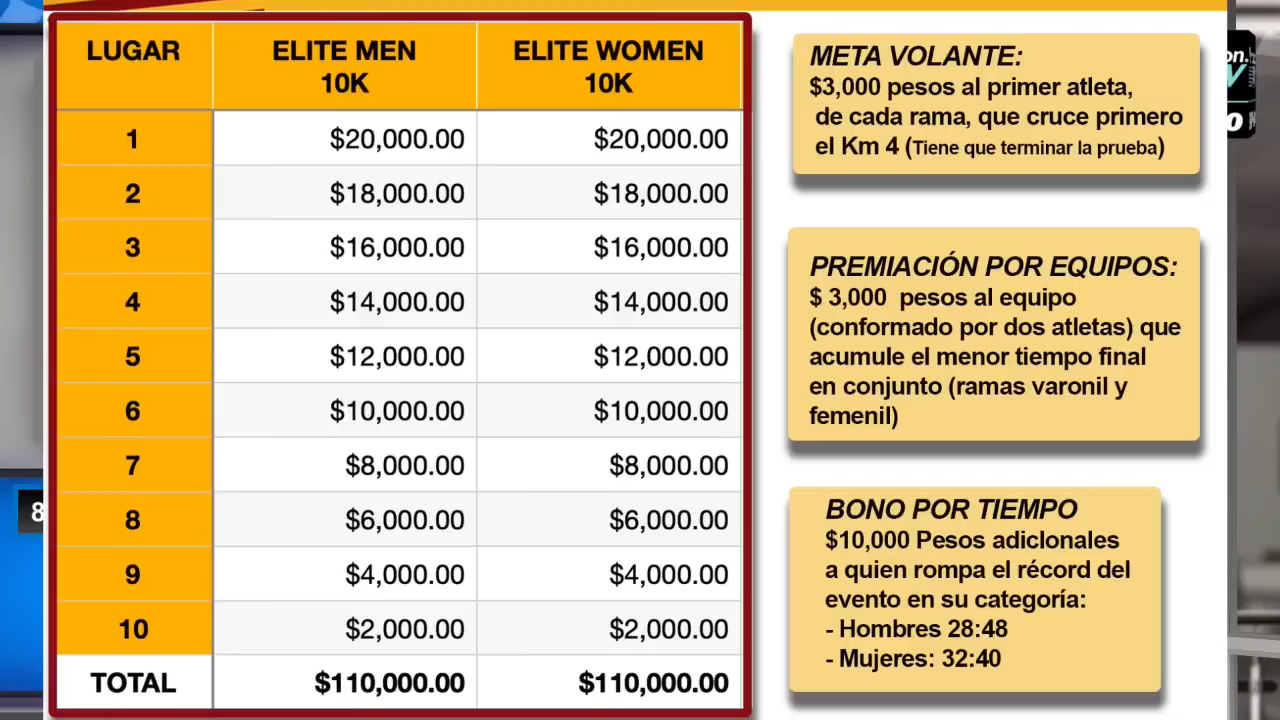 LUGAR ELITE MEN ELITE WOMEN
10K 10K
1 $20,000.00 $20,000.00
2 $18,000.00 $18,000.00
3 $16,000.00 $16,000.00
4 $14,000.00 $14,000.00
5 $12,000.00 $12,000.00
6 $10,000.00 $10,000.00
7 $8,000.00 $8,000.00
8 $6,000.00 $6,000.00
9 $4,000.00 $4,000.00
10 $2,000.00 $2,000.00
TOTAL $110,000.00 $110,000.00
META VOLANTE:
$3,000 pesos al primer atleta,
de cada rama, que cruce primero
el Km 4 (Tiene que terminar la prueba)
PREMIACIÓN POR EQUIPOS:
$ 3,000 pesos al equipo
(conformado por dos atletas) que
acumule el menor tiempo final
en conjunto (ramas varonil y
femenil)
BONO POR TIEMPO
$10,000 Pesos adiclonales
a quien rompa el récord del
evento en su categoría:
- Hombres 28:48
- Mujeres: 32:40
8